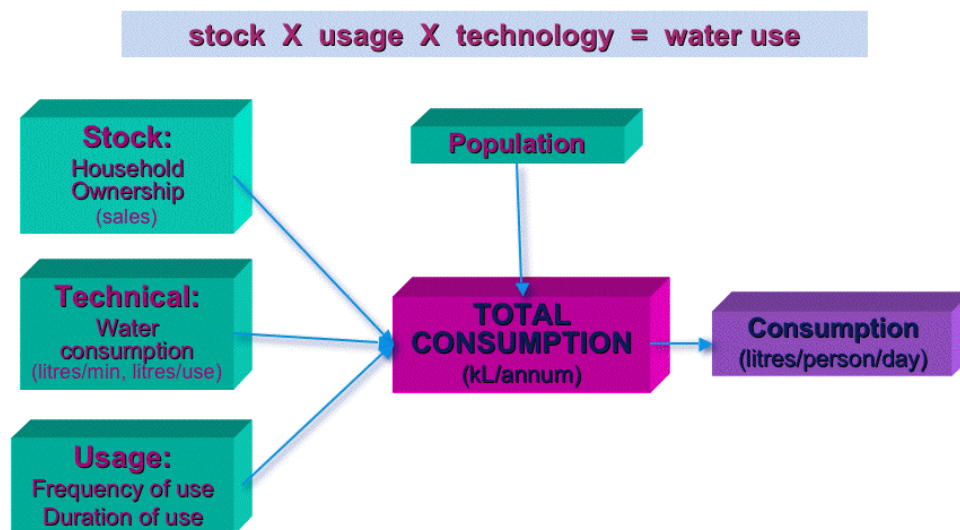 stock X usage X technology = water use
Stock:
Household
Ownership
(sales)
Population
Technical:
Water
consumption
(litres/min, litres/use)
TOTAL
CONSUMPTION
(kL/annum)
Consumption
(litres/person/day)
Usage:
Frequency of use
Duration of use